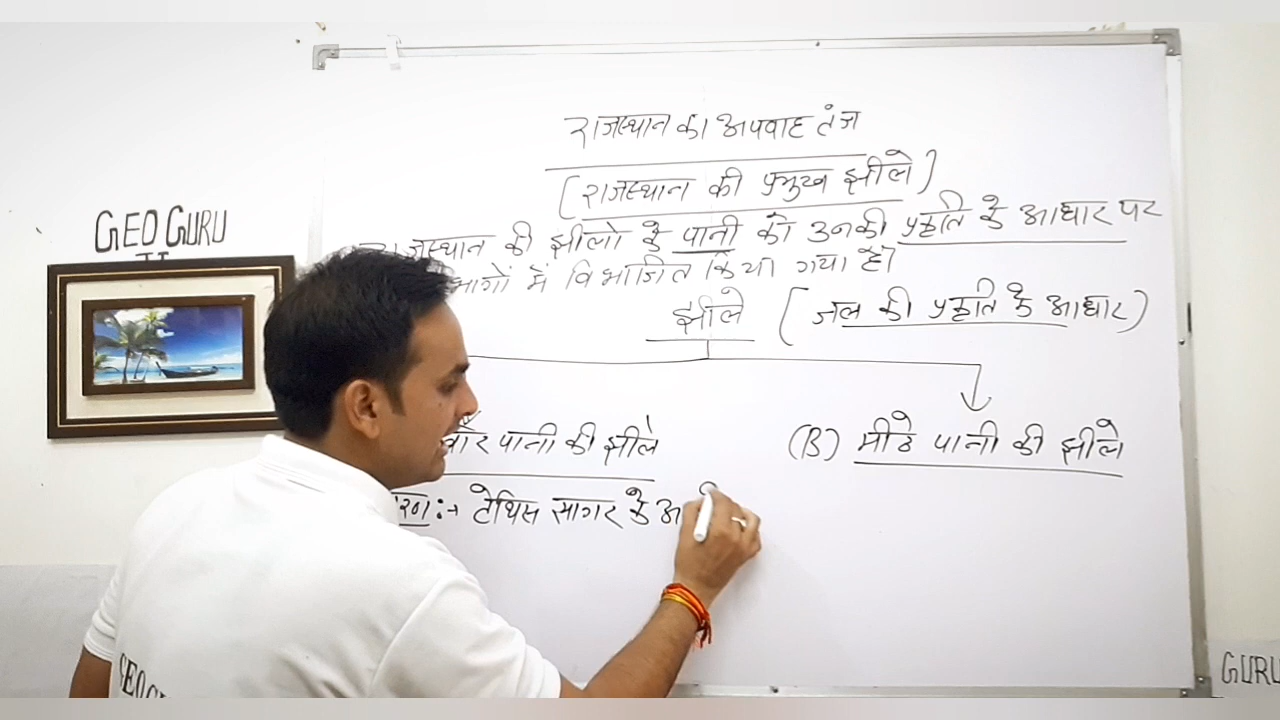 राजस्थान का अपवाह तंत्र
[राजस्थान की प्रमुख झीले]
राजस्थान की झीलो के पानी को उनकी प्रकृति के आधार पर
भागों में विभाजित किया गया है।
झीले (जल की प्रकृति के आधार)
पानी की झीले
(B) मीठे पानी की झीले
:→ टेथिस सागर के अ
GEO GURU
GURU